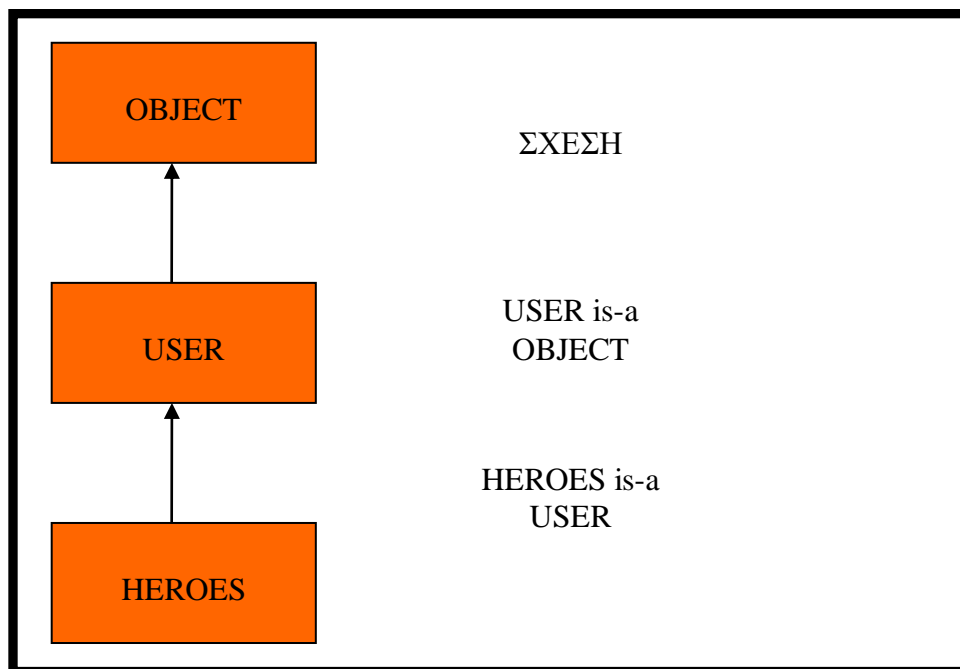 OBJECT
ΣΧΕΣΗ
USER is-a
OBJECT
USER
HEROES is-a
USER
HEROES